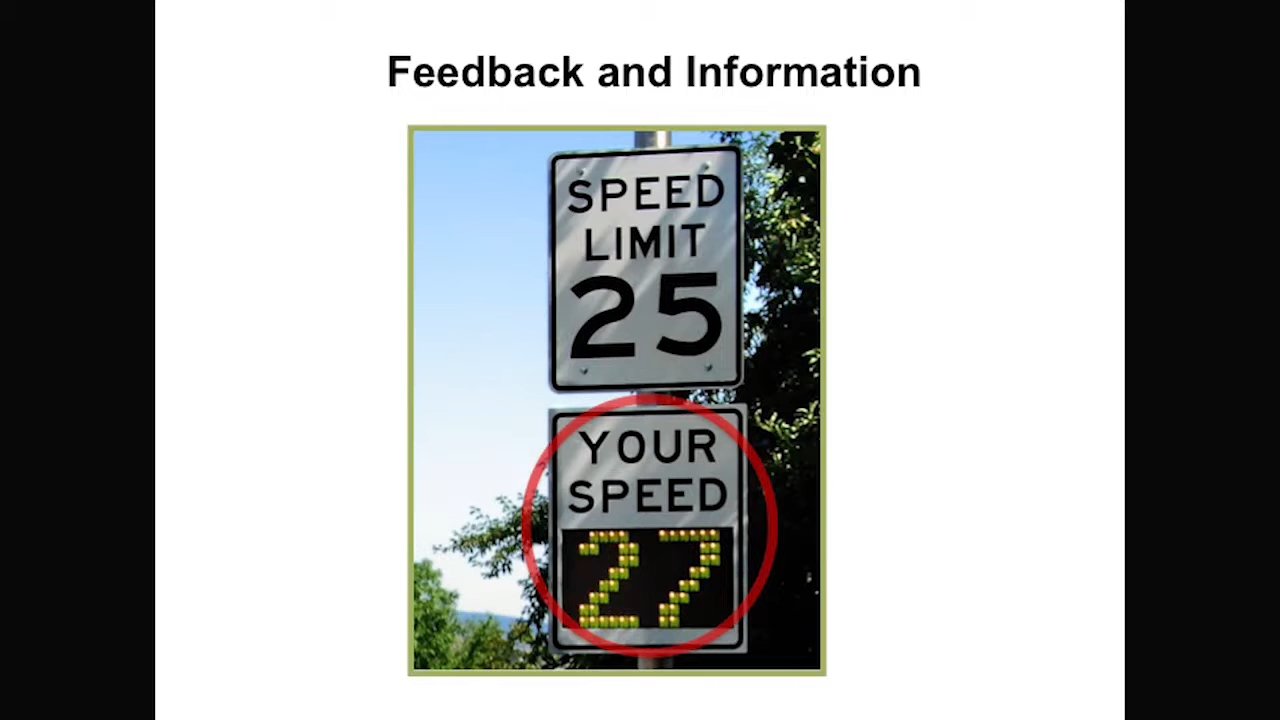 Feedback and Information
SPEED
LIMIT
25
YOUR
SPEED
27